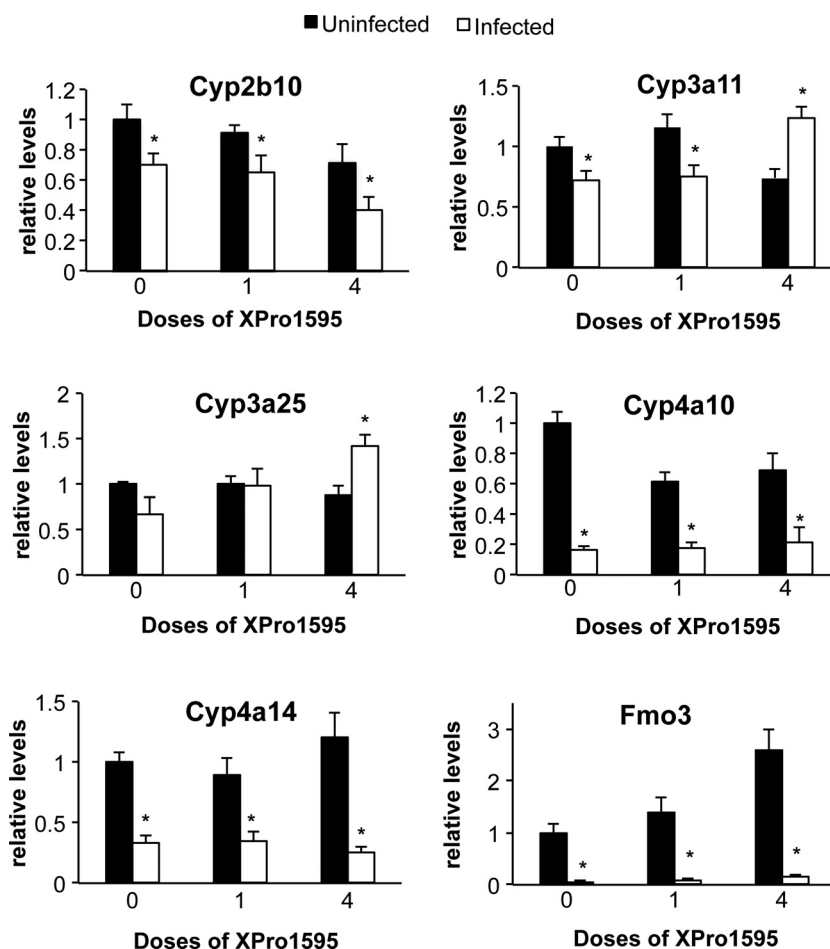 Uninfected Infected
Cyp2b10
relative levels
1.2
1
0.8
0.6
0.4
0.2
0
* * *
0 1 4
Doses of XPro1595
Cyp3a11
relative levels
1.5
1
0.5
0
* * *
0 1 4
Doses of XPro1595
Cyp3a25
relative levels
2
1.5
1
0.5
0
*
0 1 4
Doses of XPro1595
Cyp4a10
relative levels
1.2
1
0.8
0.6
0.4
0.2
0
* * *
0 1 4
Doses of XPro1595
Cyp4a14
relative levels
1.5
1
0.5
0
* * *
0 1 4
Doses of XPro1595
Fmo3
relative levels
3
2
1
0
* * *
0 1 4
Doses of XPro1595